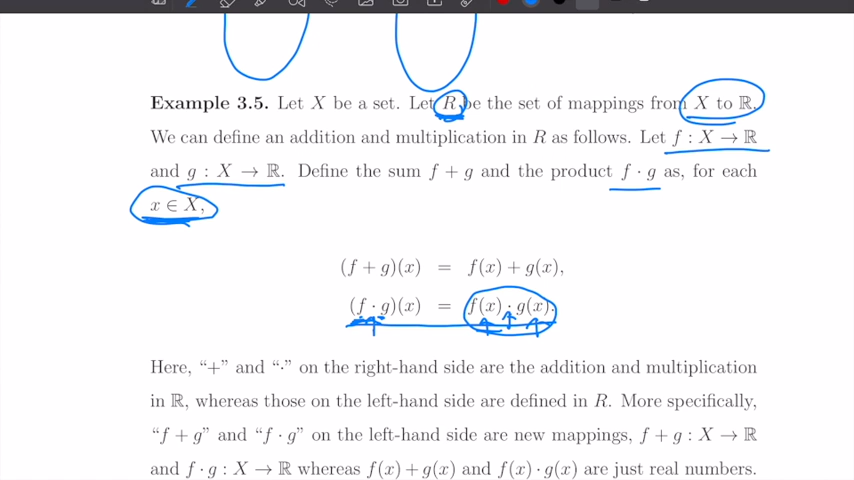 Example 3.5. Let X be a set. Let R be the set of mappings from X to ℝ.
We can define an addition and multiplication in R as follows. Let f : X → ℝ
and g : X → ℝ. Define the sum f + g and the product f · g as, for each
x ∈ X,
(f + g)(x) = f(x) + g(x),
(f · g)(x) = f(x) · g(x).
Here, “+” and “·” on the right-hand side are the addition and multiplication
in ℝ, whereas those on the left-hand side are defined in R. More specifically,
“f + g” and “f · g” on the left-hand side are new mappings, f + g : X → ℝ
and f · g : X → ℝ whereas f(x) + g(x) and f(x) · g(x) are just real numbers.